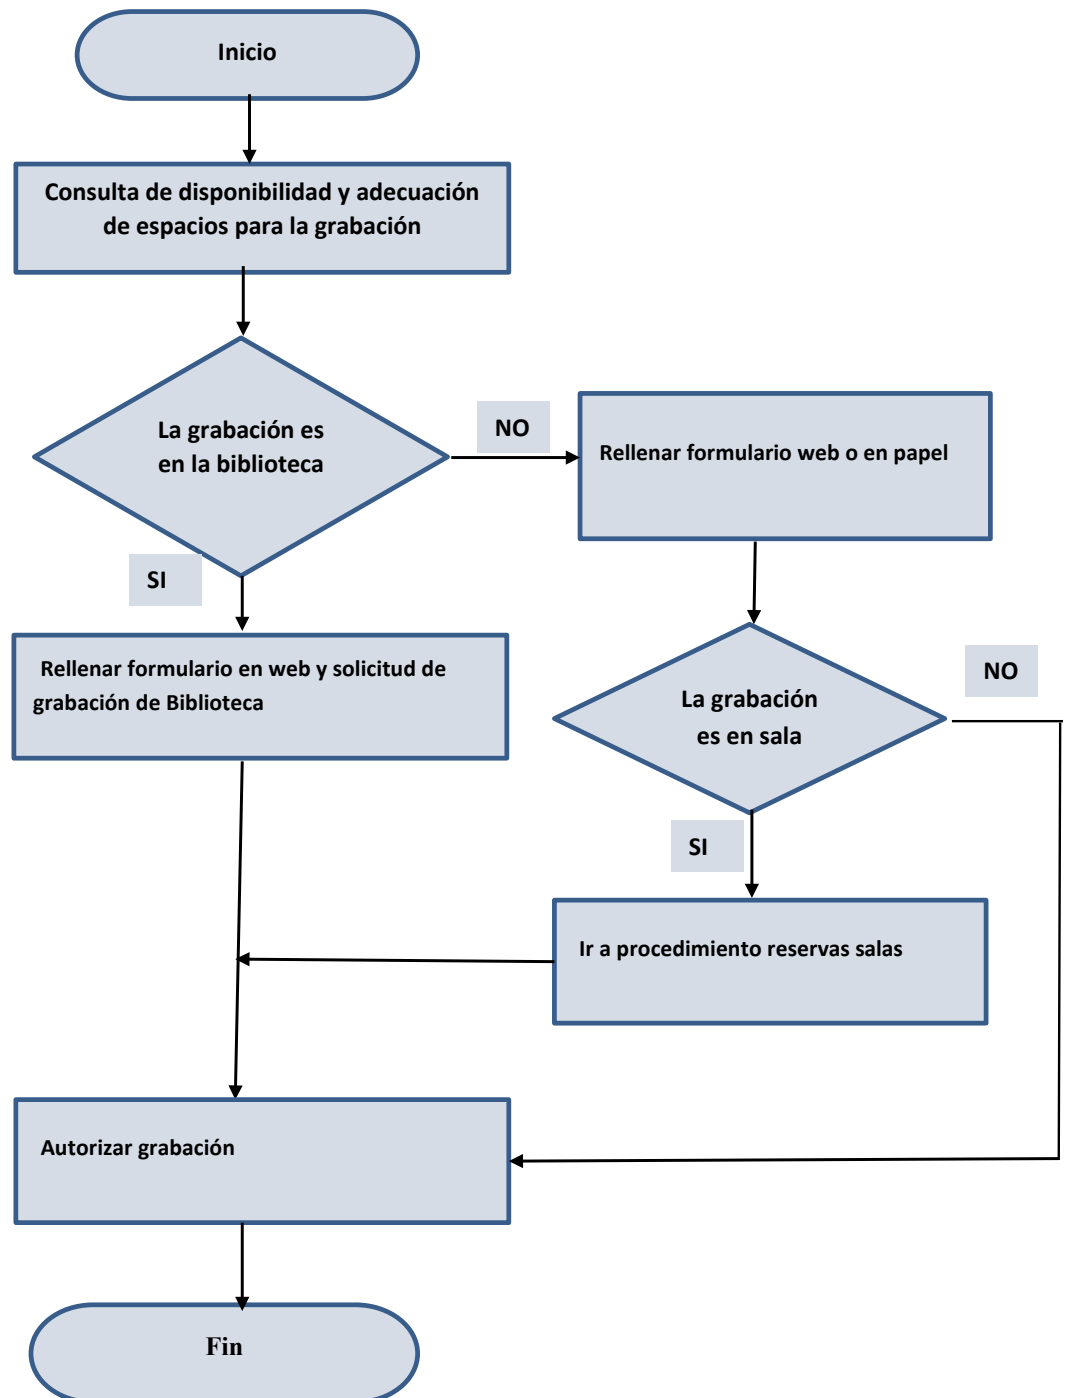 Inicio
Consulta de disponibilidad y adecuación
de espacios para la grabación
La grabación es
en la biblioteca
NO
Rellenar formulario web o en papel
SI
Rellenar formulario en web y solicitud de
grabación de Biblioteca
La grabación
es en sala
NO
SI
Ir a procedimiento reservas salas
Autorizar grabación
Fin